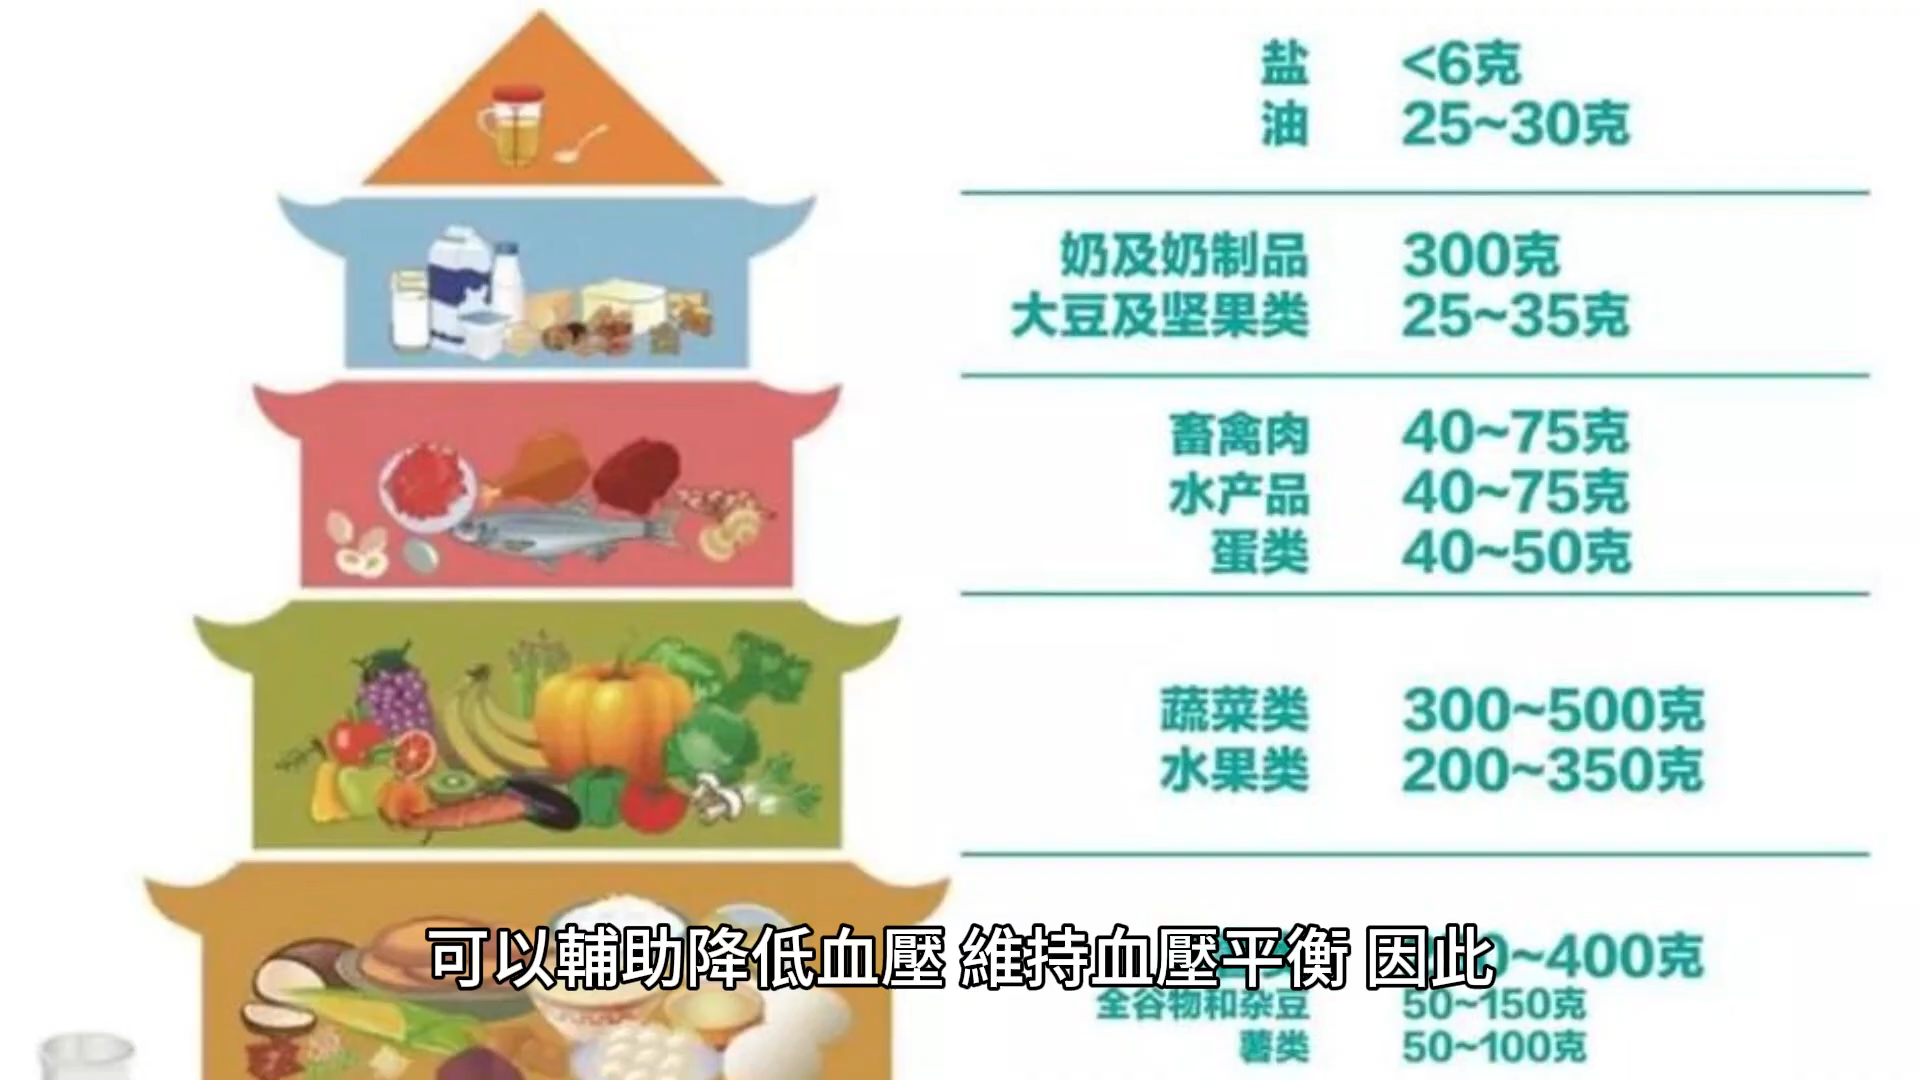 盐 <6克
油 25~30克
奶及奶制品 300克
大豆及坚果类 25~35克
畜禽肉 40~75克
水产品 40~75克
蛋类 40~50克
蔬菜类 300~500克
水果类 200~350克
0~400克
可以輔助降低血壓 維持血壓平衡 因此
全谷物和杂豆 50~150克
薯类 50~100克